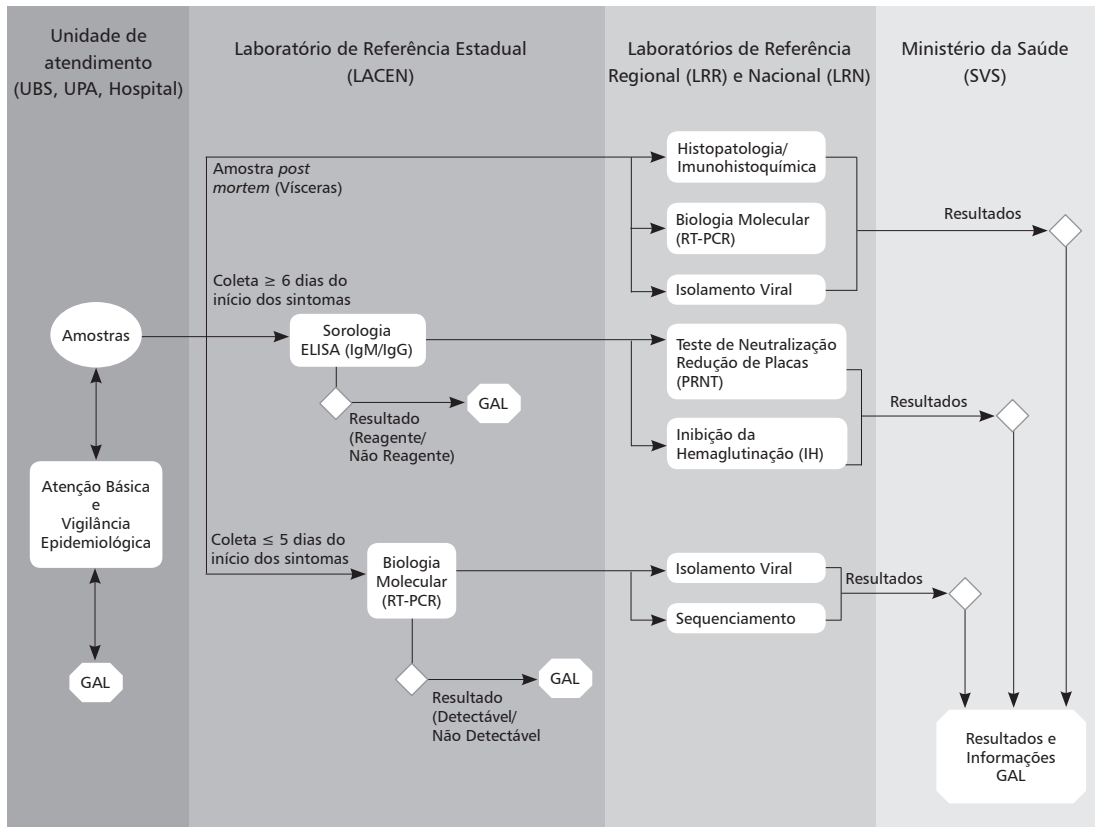 Unidade de
atendimento
(UBS, UPA, Hospital)
Laboratório de Referência Estadual
(LACEN)
Laboratórios de Referência
Regional (LRR) e Nacional (LRN)
Ministério da Saúde
(SVS)
Amostra post
mortem (Vísceras)
Histopatologia/
Imunohistoquímica
Biologia Molecular
(RT-PCR)
Isolamento Viral
Resultados
Coleta ≥ 6 dias do
início dos sintomas
Amostras
Sorologia
ELISA (IgM/IgG)
Resultado
(Reagente/
Não Reagente)
GAL
Teste de Neutralização
Redução de Placas
(PRNT)
Inibição da
Hemaglutinação (IH)
Resultados
Atenção Básica
e
Vigilância
Epidemiológica
GAL
Coleta ≤ 5 dias do
início dos sintomas
Biologia
Molecular
(RT-PCR)
Resultado
(Detectável/
Não Detectável
GAL
Isolamento Viral
Sequenciamento
Resultados
Resultados e
Informações
GAL